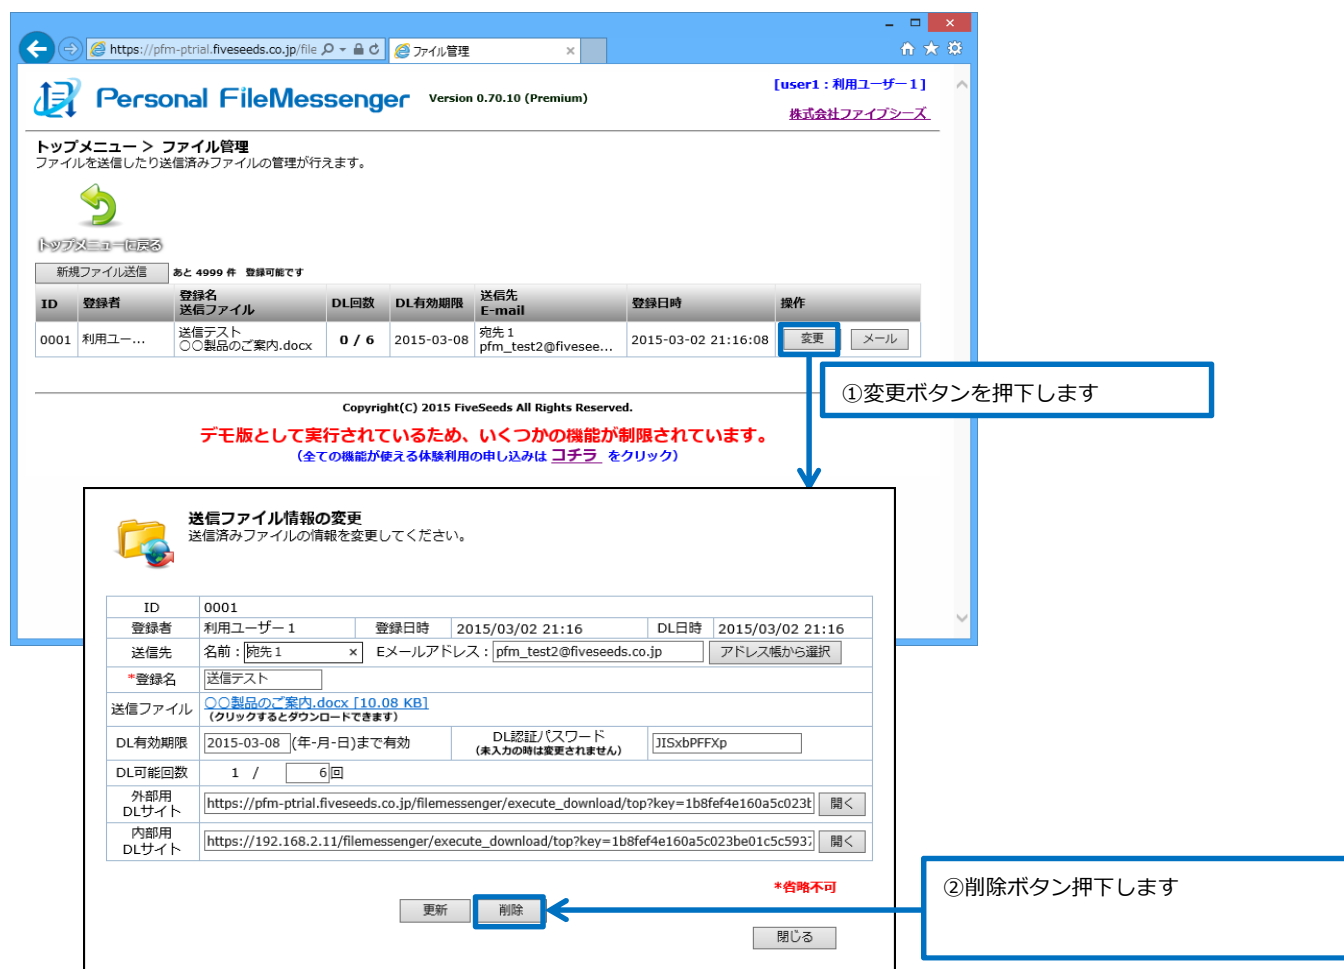 https://pfm-ptrial.fiveseeds.co.jp/file
ファイル管理
Personal FileMessenger Version 0.70.10 (Premium)
[user1：利用ユーザー１]
株式会社ファイブシーズ
トップメニュー ＞ ファイル管理
ファイルを送信したり送信済みファイルの管理が行えます。
トップメニューに戻る
新規ファイル送信 あと 4999 件 登録可能です
ID 登録者 登録名 送信ファイル DL回数 DL有効期限 送信先 E-mail 登録日時 操作
0001 利用ユー... 送信テスト 〇〇製品のご案内.docx 0 / 6 2015-03-08 宛先１ pfm_test2@fivesee... 2015-03-02 21:16:08 変更 メール
①変更ボタンを押下します
Copyright(C) 2015 FiveSeeds All Rights Reserved.
デモ版として実行されているため、いくつかの機能が制限されています。
（全ての機能が使える体験利用の申し込みは コチラ をクリック）
送信ファイル情報の変更
送信済みファイルの情報を変更してください。
ID 0001
登録者 利用ユーザー１ 登録日時 2015/03/02 21:16 DL日時 2015/03/02 21:16
送信先 名前：宛先１ × Eメールアドレス：pfm_test2@fiveseeds.co.jp アドレス帳から選択
*登録名 送信テスト
送信ファイル 〇〇製品のご案内.docx [10.08 KB]
（クリックするとダウンロードできます）
DL有効期限 2015-03-08 (年-月-日)まで有効 DL認証パスワード （未入力の時は変更されません） JISxbPFFXp
DL可能回数 1 / 6回
外部用 DLサイト https://pfm-ptrial.fiveseeds.co.jp/filemessenger/execute_download/top?key=1b8fef4e160a5c023b 開く
内部用 DLサイト https://192.168.2.11/filemessenger/execute_download/top?key=1b8fef4e160a5c023be01c5c5937 開く
*省略不可
更新 削除
②削除ボタン押下します
閉じる